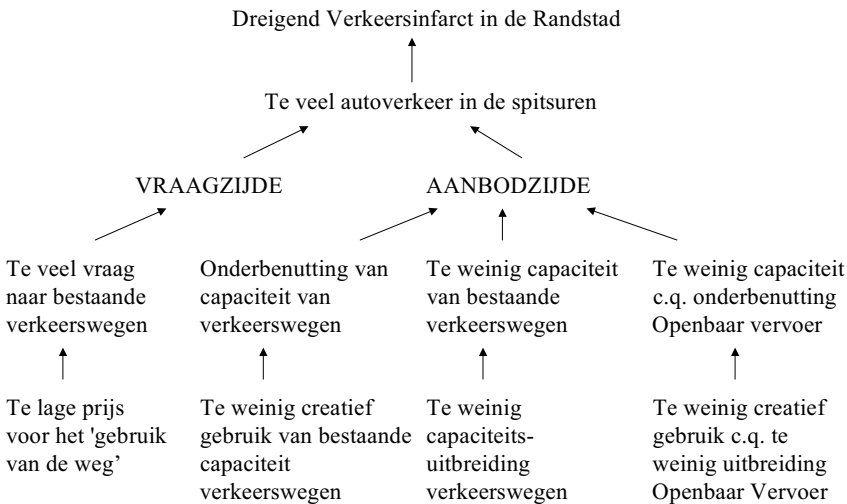 Dreigend Verkeersinfarct in de Randstad
Te veel autoverkeer in de spitsuren
VRAAGZIJDE
AANBODZIJDE
Te veel vraag
naar bestaande
verkeerswegen
Onderbenutting van
capaciteit van
verkeerswegen
Te weinig capaciteit
van bestaande
verkeerswegen
Te weinig capaciteit
c.q. onderbenutting
Openbaar vervoer
Te lage prijs
voor het 'gebruik
van de weg’
Te weinig creatief
gebruik van bestaande
capaciteit
verkeerswegen
Te weinig
capaciteits-
uitbreiding
verkeerswegen
Te weinig creatief
gebruik c.q. te
weinig uitbreiding
Openbaar Vervoer